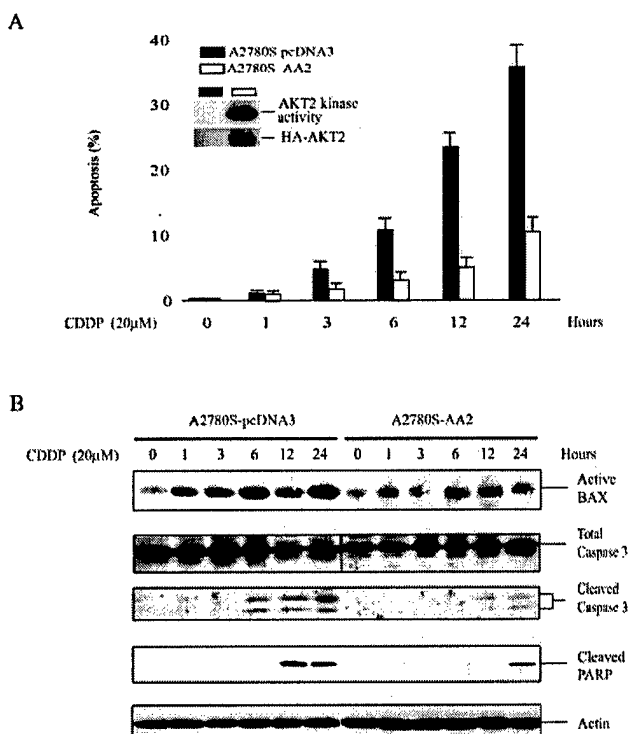 A
40
30
20
10
0
Apoptosis (%)
A2780S-pcDNA3
A2780S-AA2
AKT2 kinase
activity
HA-AKT2
CDDP (20µM) 0 1 3 6 12 24 Hours
B
A2780S-pcDNA3 A2780S-AA2
CDDP (20µM) 0 1 3 6 12 24 0 1 3 6 12 24 Hours
Active
BAX
Total
Caspase 3
Cleaved
Caspase 3
Cleaved
PARP
Actin